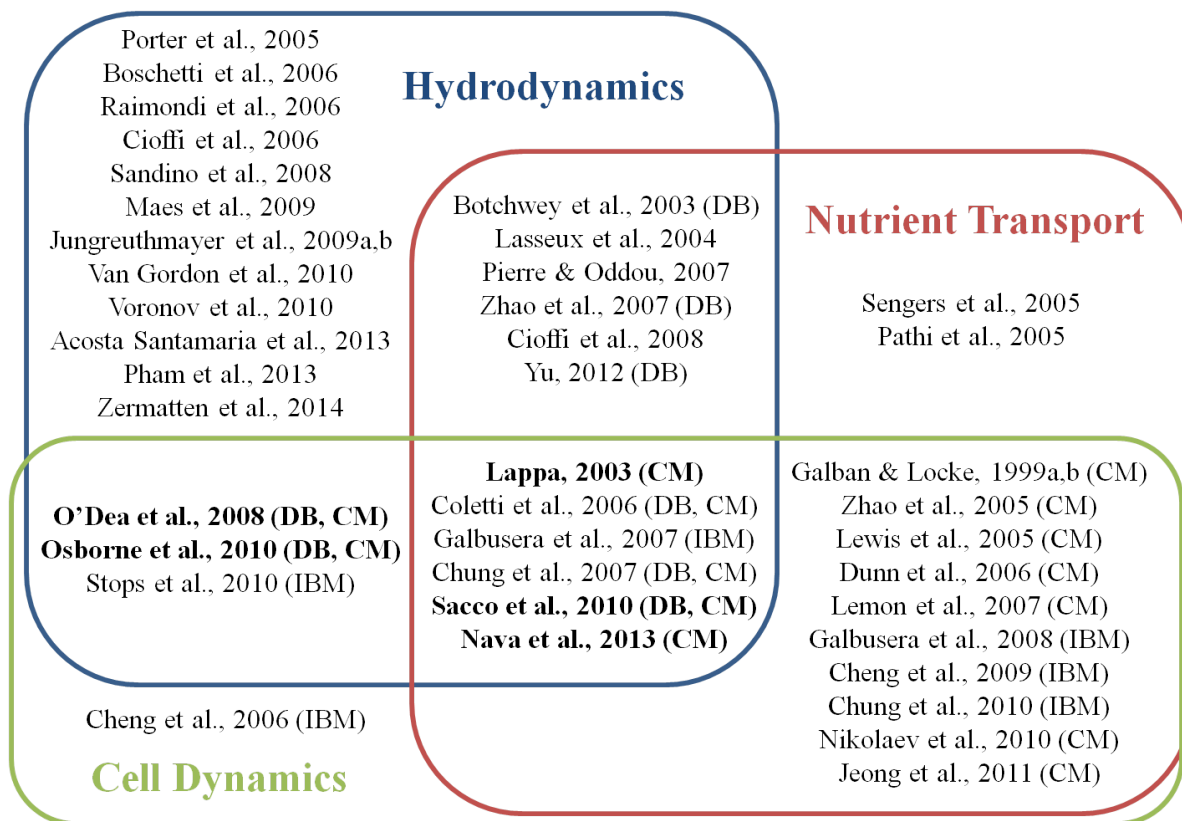 Porter et al., 2005
Boschetti et al., 2006
Raimondi et al., 2006
Cioffi et al., 2006
Sandino et al., 2008
Maes et al., 2009
Jungreuthmayer et al., 2009a,b
Van Gordon et al., 2010
Voronov et al., 2010
Acosta Santamaria et al., 2013
Pham et al., 2013
Zermatten et al., 2014
Hydrodynamics
Botchwey et al., 2003 (DB)
Lasseux et al., 2004
Pierre & Oddou, 2007
Zhao et al., 2007 (DB)
Cioffi et al., 2008
Yu, 2012 (DB)
Nutrient Transport
Sengers et al., 2005
Pathi et al., 2005
O’Dea et al., 2008 (DB, CM)
Osborne et al., 2010 (DB, CM)
Stops et al., 2010 (IBM)
Lappa, 2003 (CM)
Coletti et al., 2006 (DB, CM)
Galbusera et al., 2007 (IBM)
Chung et al., 2007 (DB, CM)
Sacco et al., 2010 (DB, CM)
Nava et al., 2013 (CM)
Galban & Locke, 1999a,b (CM)
Zhao et al., 2005 (CM)
Lewis et al., 2005 (CM)
Dunn et al., 2006 (CM)
Lemon et al., 2007 (CM)
Galbusera et al., 2008 (IBM)
Cheng et al., 2009 (IBM)
Chung et al., 2010 (IBM)
Nikolaev et al., 2010 (CM)
Jeong et al., 2011 (CM)
Cheng et al., 2006 (IBM)
Cell Dynamics